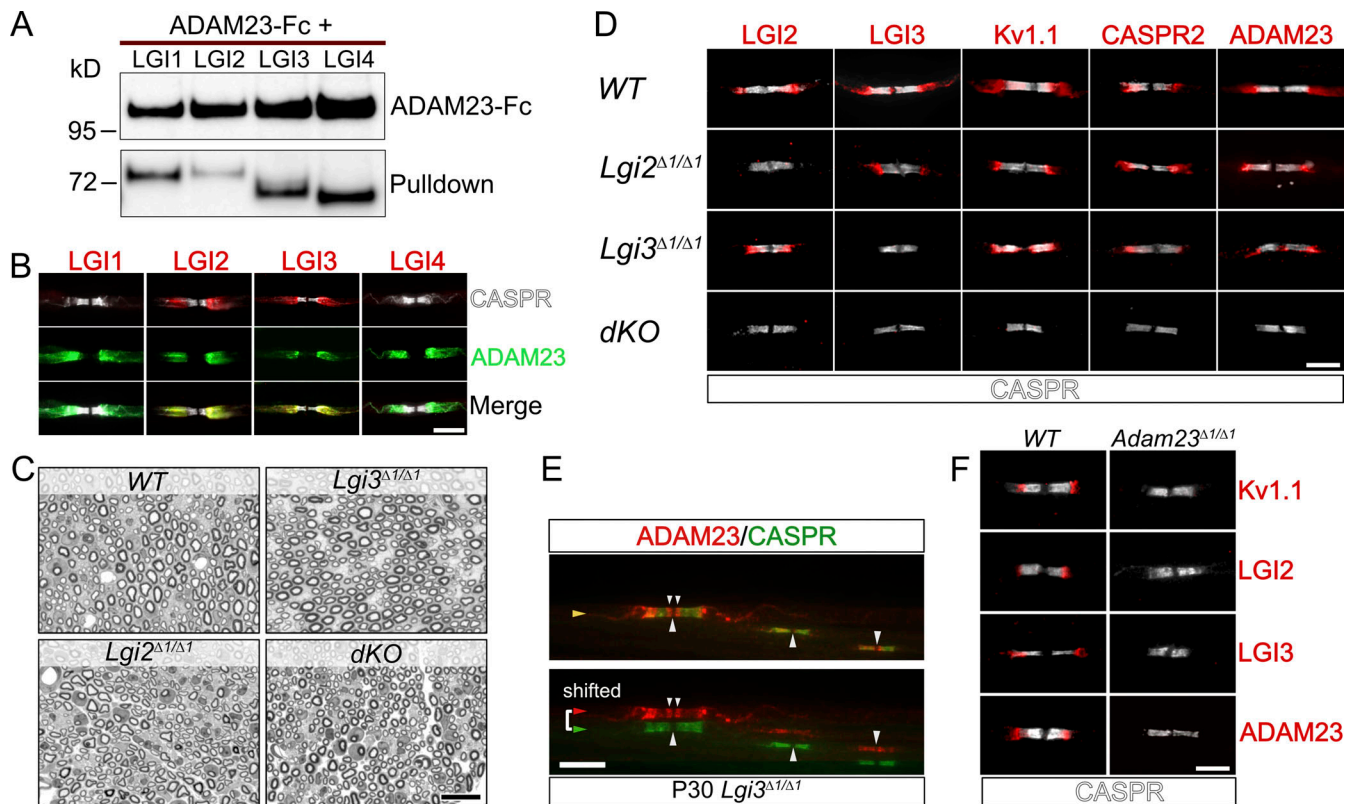 A
ADAM23-Fc +
LGI1 LGI2 LGI3 LGI4
kD
95
72
ADAM23-Fc
Pulldown
B
LGI1 LGI2 LGI3 LGI4
CASPR
ADAM23
Merge
C
WT
Lgi3Δ1/Δ1
Lgi2Δ1/Δ1
dKO
D
LGI2 LGI3 Kv1.1 CASPR2 ADAM23
WT
Lgi2Δ1/Δ1
Lgi3Δ1/Δ1
dKO
CASPR
E
ADAM23/CASPR
shifted
P30 Lgi3Δ1/Δ1
F
WT Adam23Δ1/Δ1
Kv1.1
LGI2
LGI3
ADAM23
CASPR